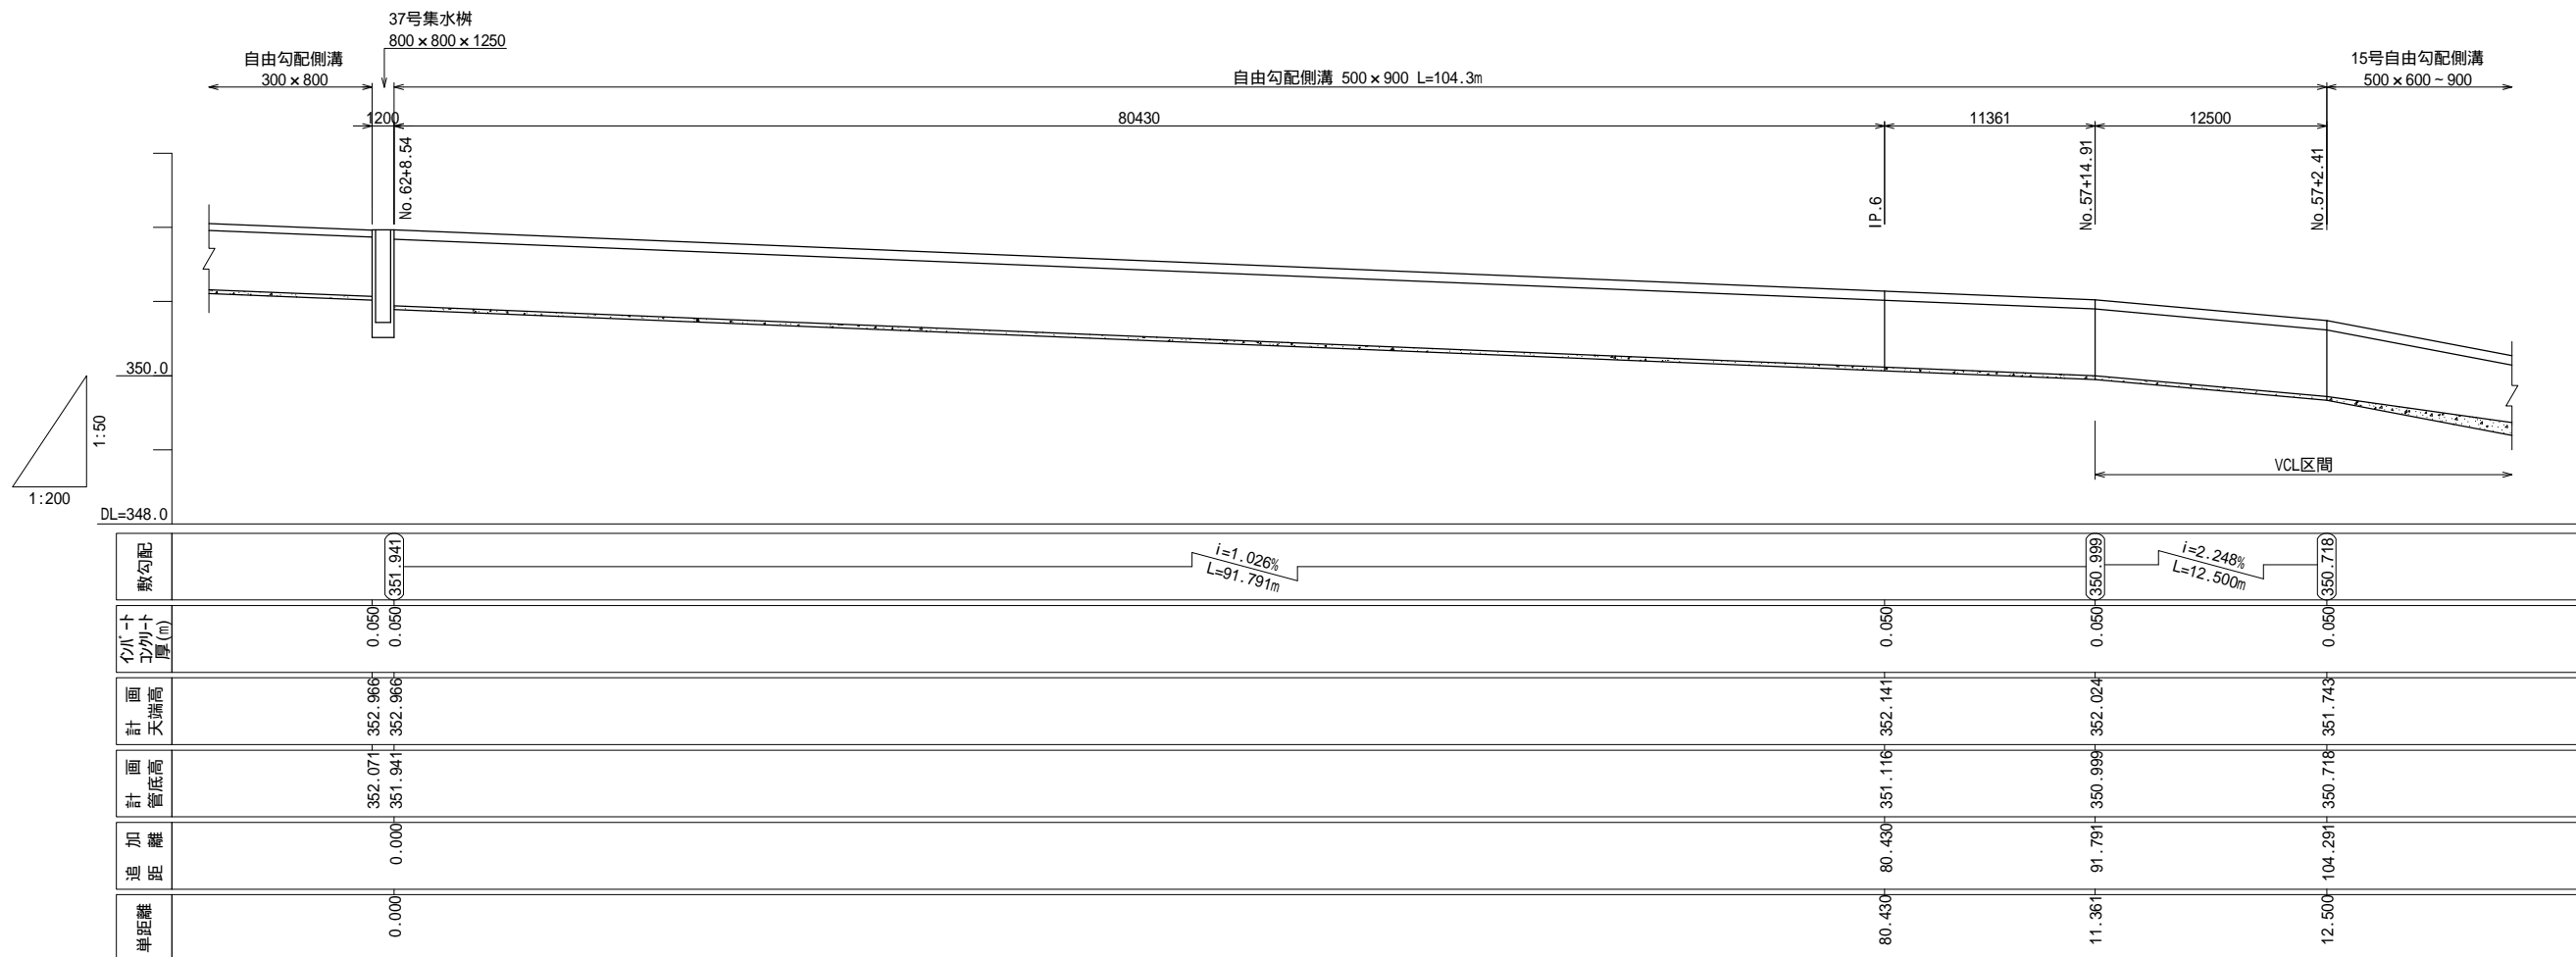 37号集水桝
800×800×1250
自由勾配側溝
300×800
自由勾配側溝 500×900 L=104.3m
15号自由勾配側溝
500×600~900
1200
80430
11361
12500
No.62+8.54
IP.6
No.57+14.91
No.57+2.41
350.0
1:50
1:200
DL=348.0
VCL区間
敷勾配
351.941
i=1.026%
L=91.791m
350.999
i=2.248%
L=12.500m
350.718
インバート
コンクリート
厚(m)
0.050
0.050
0.050
0.050
0.050
計 画
天端高
352.966
352.966
352.141
352.024
351.743
計 画
管底高
352.071
351.941
351.116
350.999
350.718
追 加
距 離
0.000
80.430
91.791
104.291
単距離
0.000
80.430
11.361
12.500